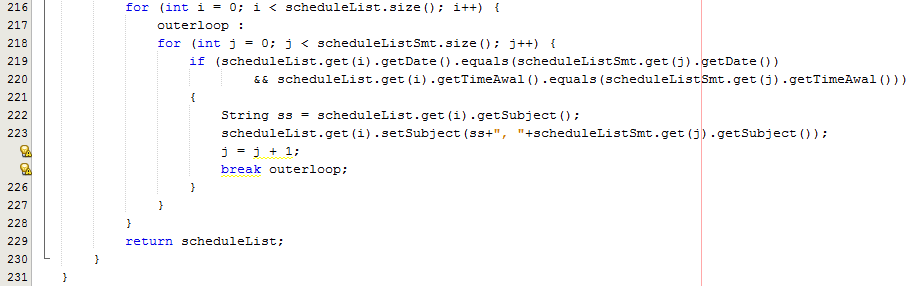 216 for (int i = 0; i < scheduleList.size(); i++) {
217 outerloop :
218 for (int j = 0; j < scheduleListSmt.size(); j++) {
219 if (scheduleList.get(i).getDate().equals(scheduleListSmt.get(j).getDate())
220 && scheduleList.get(i).getTimeAwal().equals(scheduleListSmt.get(j).getTimeAwal()))
221 {
222 String ss = scheduleList.get(i).getSubject();
223 scheduleList.get(i).setSubject(ss+", "+scheduleListSmt.get(j).getSubject());
j = j + 1;
break outerloop;
226 }
227 }
228 }
229 return scheduleList;
230 }
231 }